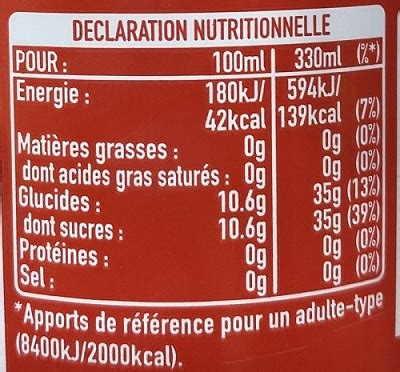 DECLARATION NUTRITIONNELLE
POUR : 100ml 330ml (%*)
Energie : 180kJ/ 594kJ/
42kcal 139kcal (7%)
Matières grasses : 0g 0g (0%)
dont acides gras saturés : 0g 0g (0%)
Glucides : 10.6g 35g (13%)
dont sucres : 10.6g 35g (39%)
Protéines : 0g 0g (0%)
Sel : 0g 0g (0%)
*Apports de référence pour un adulte-type
(8400kJ/2000kcal).